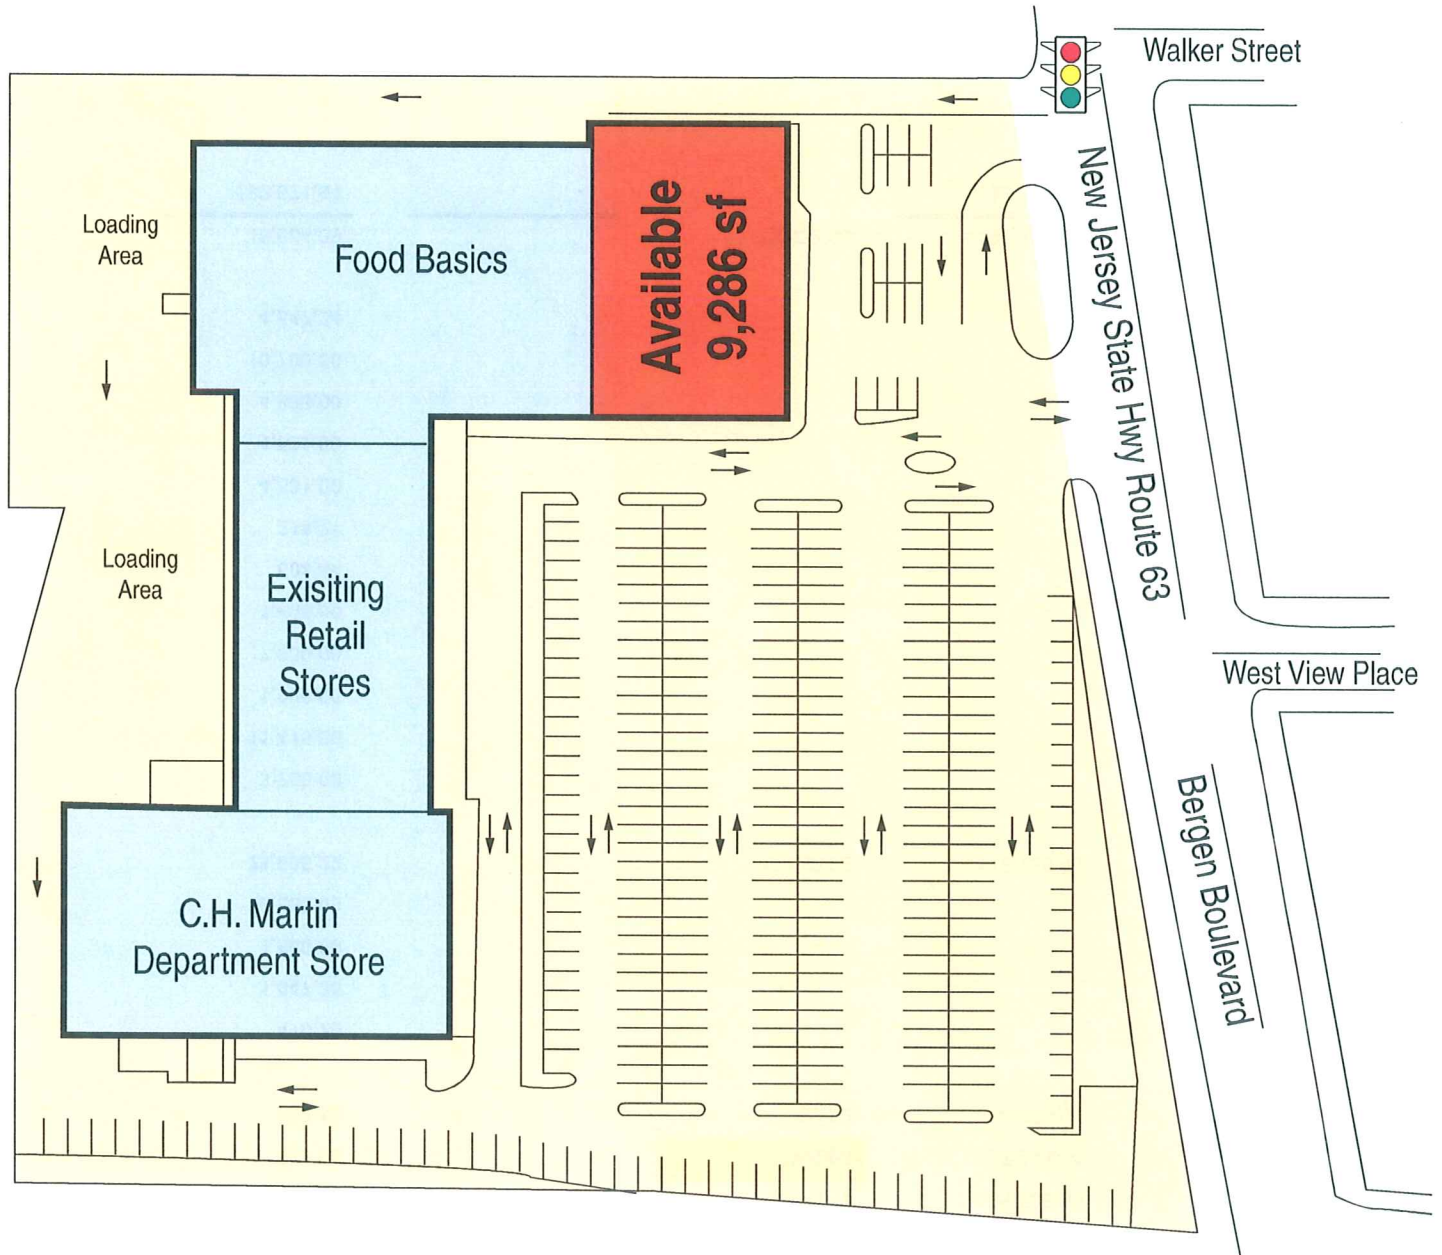 Walker Street
New Jersey State Hwy Route 63
Loading
Area
Food Basics
Available
9,286 sf
Loading
Area
Exisiting
Retail
Stores
West View Place
Bergen Boulevard
C.H. Martin
Department Store